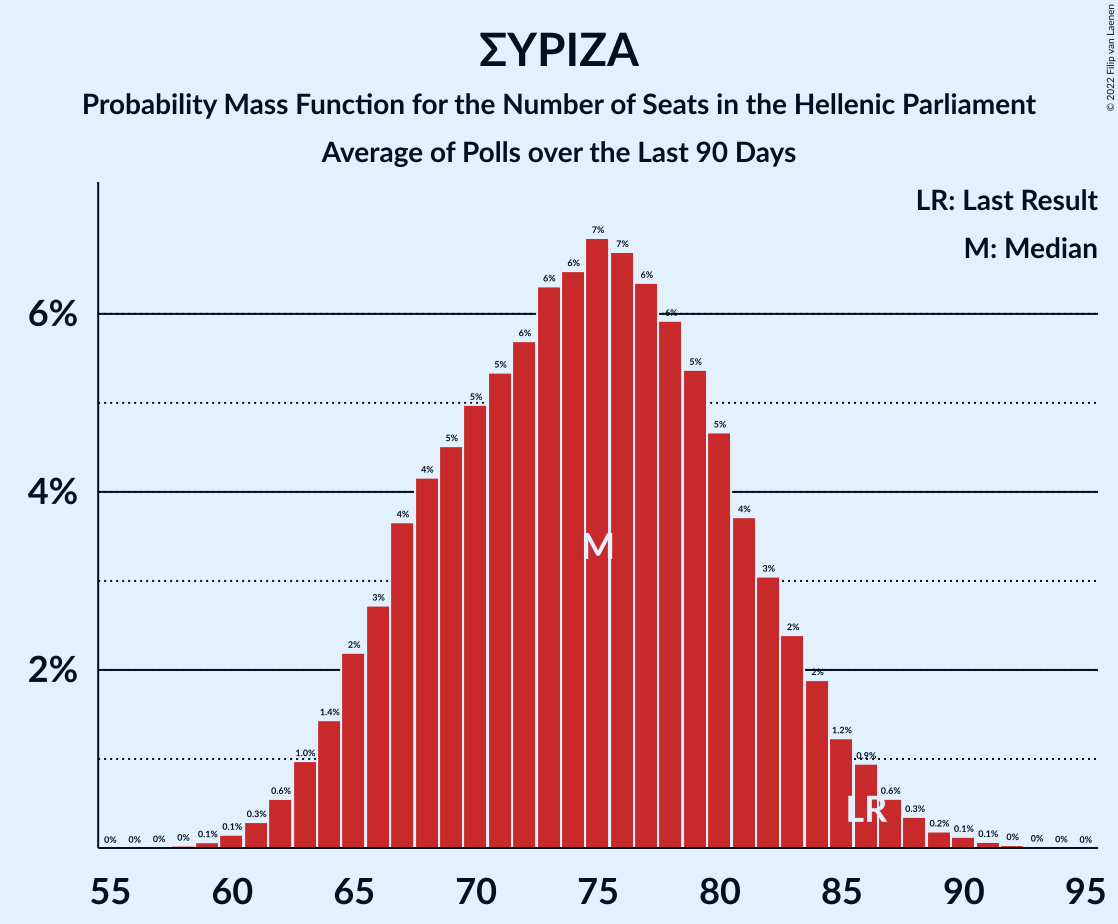 ΣΥΡΙΖΑ
Probability Mass Function for the Number of Seats in the Hellenic Parliament
Average of Polls over the Last 90 Days
© 2022 Filip van Laenen
LR: Last Result
M: Median
6%
4%
2%
0% 0% 0% 0% 0.1% 0.1% 0.3% 0.6% 1.0% 1.4% 2% 3% 4% 4% 5% 5% 5% 6% 6% 6% 7% 7% 6% 6% 5% 5% 4% 3% 2% 2% 1.2% 0.9% 0.6% 0.3% 0.2% 0.1% 0.1% 0% 0% 0% 0%
M
LR
55 60 65 70 75 80 85 90 95